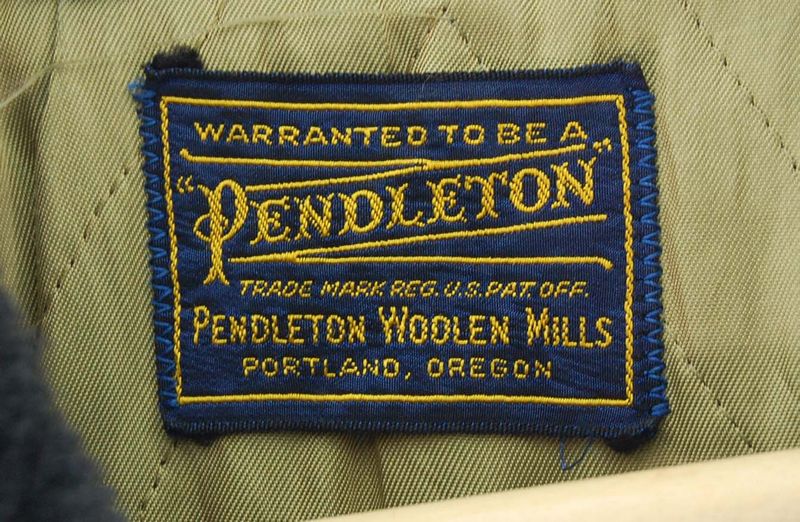 WARRANTED TO BE A
"PENDLETON"
TRADE MARK REG. U.S. PAT. OFF.
PENDLETON WOOLEN MILLS
PORTLAND, OREGON